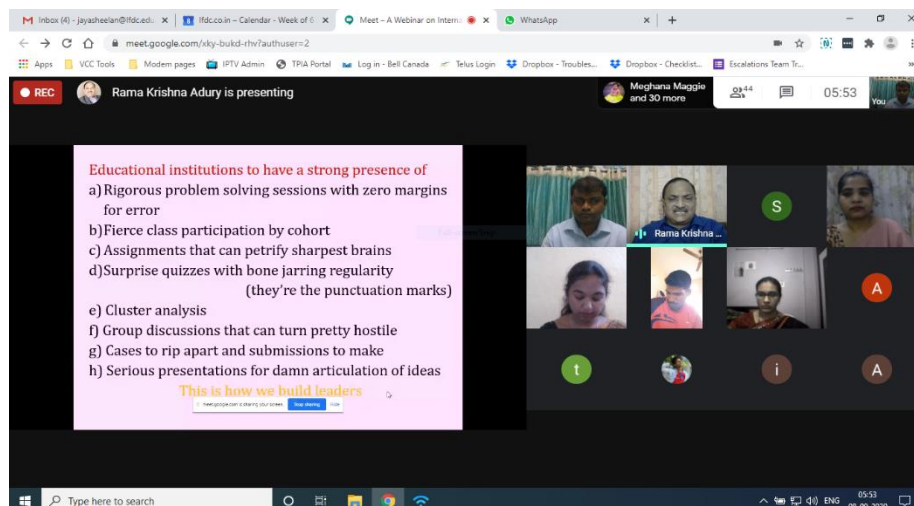 Inbox (4) - jayasheelan@lfdc.edu.
lfdc.co.in – Calendar - Week of 6
Meet – A Webinar on Intern
WhatsApp
meet.google.com/xky-bukd-rhv?authuser=2
Apps
VCC Tools
Modem pages
IPTV Admin
TPIA Portal
Log in - Bell Canada
Telus Login
Dropbox - Troubles...
Dropbox - Checklist...
Escalations Team Tr...
REC
Rama Krishna Adury is presenting
Meghana Maggie
and 30 more
44
05:53
You
Educational institutions to have a strong presence of
a) Rigorous problem solving sessions with zero margins
for error
b) Fierce class participation by cohort
c) Assignments that can petrify sharpest brains
d) Surprise quizzes with bone jarring regularity
(they're the punctuation marks)
e) Cluster analysis
f) Group discussions that can turn pretty hostile
g) Cases to rip apart and submissions to make
h) Serious presentations for damn articulation of ideas
This is how we build leaders
meet.google.com is sharing your screen.
Stop sharing
Hide
Rama Krishna ...
S
A
t
i
A
Type here to search
ENG
05:53